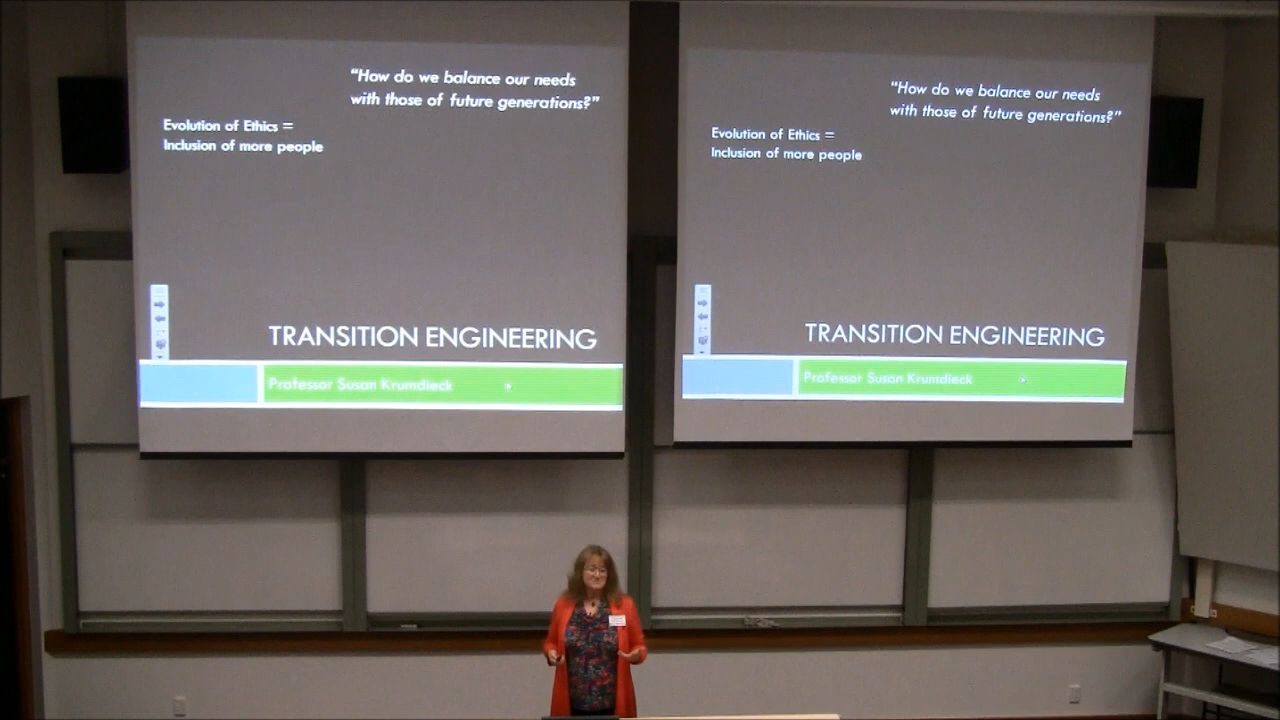 “How do we balance our needs
with those of future generations?”
Evolution of Ethics =
Inclusion of more people
TRANSITION ENGINEERING
Professor Susan Krumdieck
“How do we balance our needs
with those of future generations?”
Evolution of Ethics =
Inclusion of more people
TRANSITION ENGINEERING
Professor Susan Krumdieck